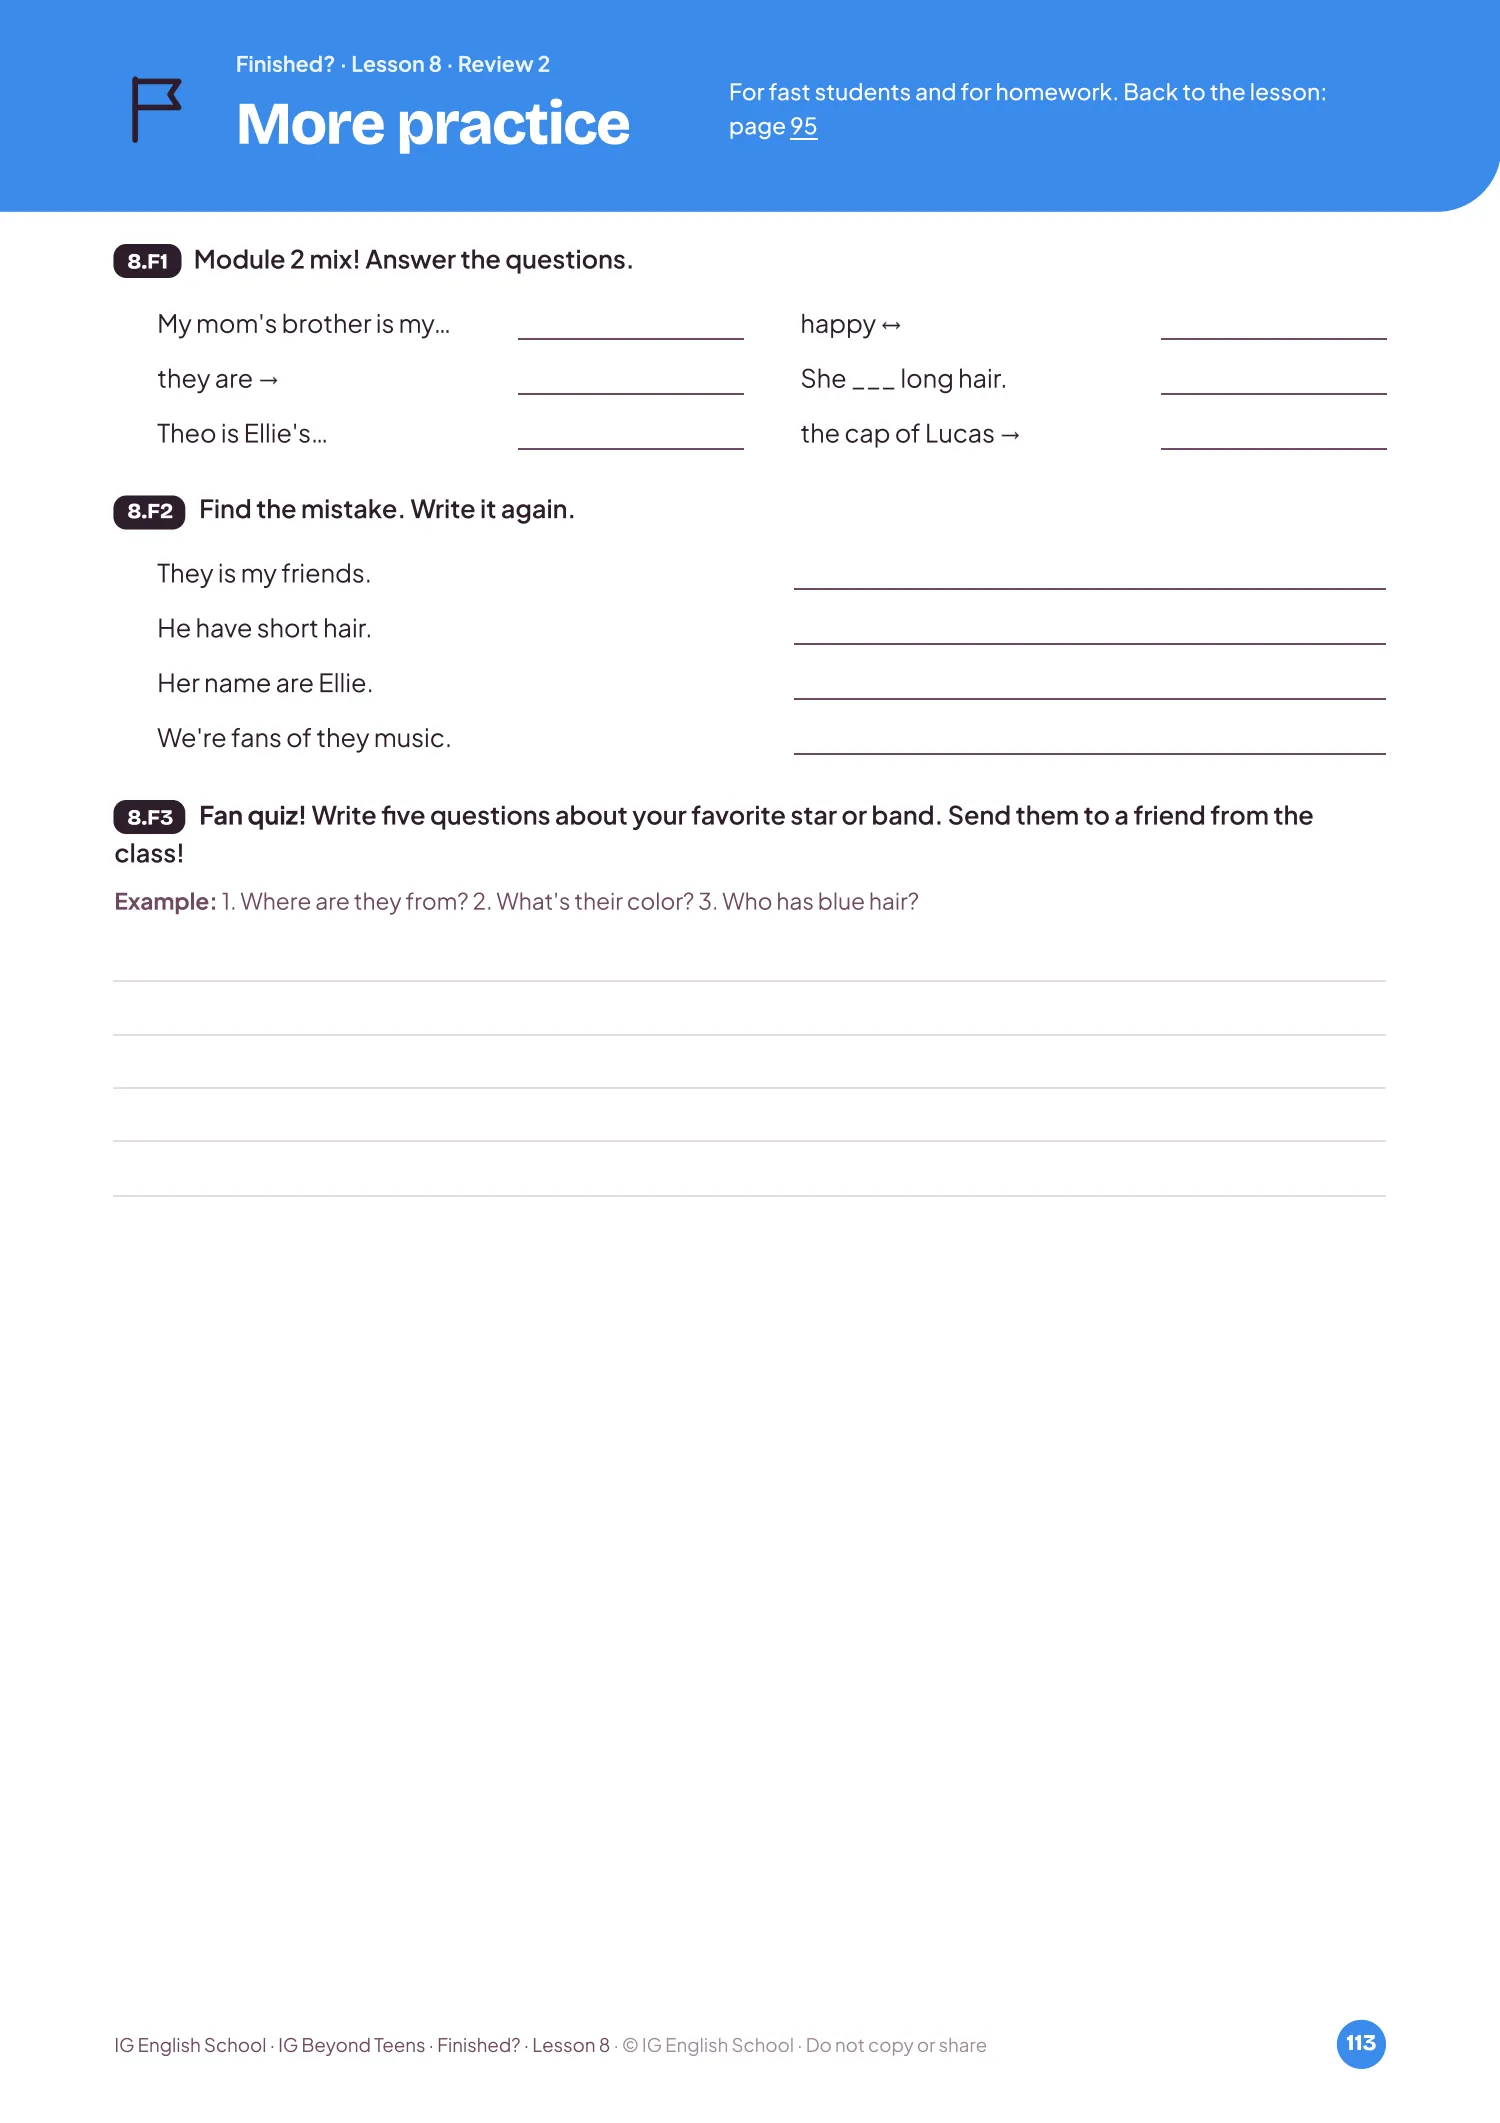 Finished? · Lesson 8 · Review 2
More practice
For fast students and for homework. Back to the lesson:
page 95
8.F1 Module 2 mix! Answer the questions.
My mom's brother is my…
happy ↔
they are →
She _ _ _ long hair.
Theo is Ellie's…
the cap of Lucas →
8.F2 Find the mistake. Write it again.
They is my friends.
He have short hair.
Her name are Ellie.
We're fans of they music.
8.F3 Fan quiz! Write five questions about your favorite star or band. Send them to a friend from the
class!
Example: 1. Where are they from? 2. What's their color? 3. Who has blue hair?
IG English School · IG Beyond Teens · Finished? · Lesson 8 · © IG English School · Do not copy or share
113